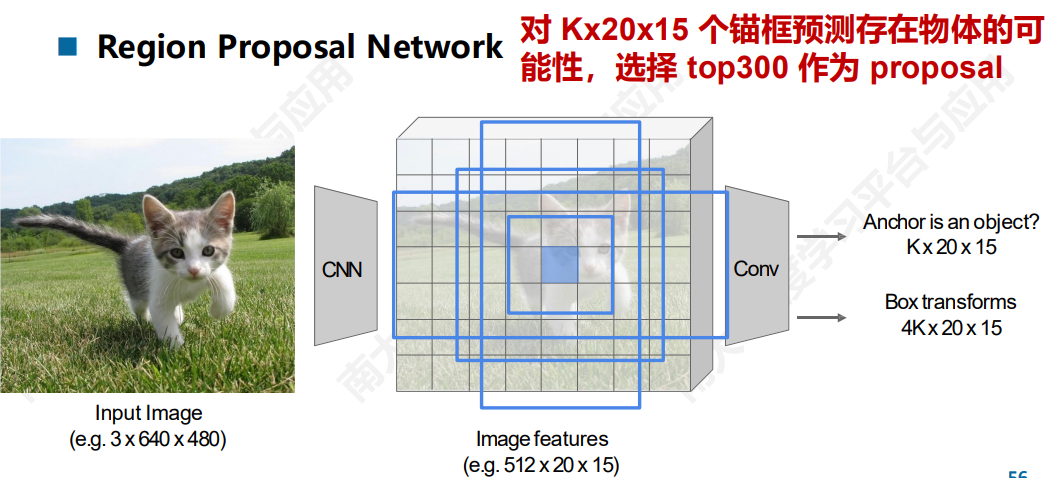 Region Proposal Network
对 Kx20x15 个锚框预测存在物体的可
能性，选择 top300 作为 proposal
CNN
Conv
Anchor is an object?
K x 20 x 15
Box transforms
4K x 20 x 15
Input Image
(e.g. 3 x 640 x 480)
Image features
(e.g. 512 x 20 x 15)
56